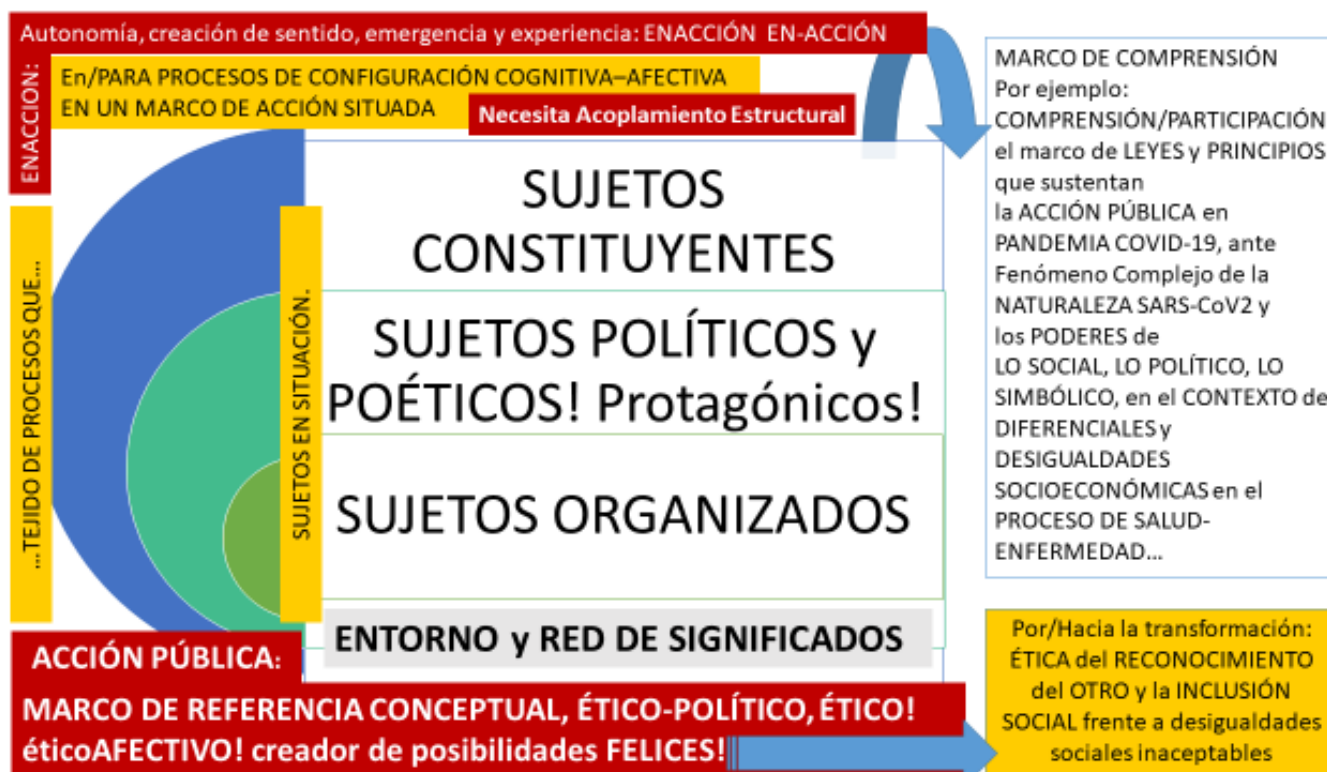 Autonomía, creación de sentido, emergencia y experiencia: ENACCIÓN EN-ACCIÓN
ENACCION:
En/PARA PROCESOS DE CONFIGURACIÓN COGNITIVA–AFECTIVA
EN UN MARCO DE ACCIÓN SITUADA
Necesita Acoplamiento Estructural
...TEJIDO DE PROCESOS QUE...
SUJETOS EN SITUACIÓN.
SUJETOS
CONSTITUYENTES
SUJETOS POLÍTICOS y
POÉTICOS! Protagónicos!
SUJETOS ORGANIZADOS
ENTORNO y RED DE SIGNIFICADOS
ACCIÓN PÚBLICA:
MARCO DE REFERENCIA CONCEPTUAL, ÉTICO-POLÍTICO, ÉTICO!
éticoAFECTIVO! creador de posibilidades FELICES!
MARCO DE COMPRENSIÓN
Por ejemplo:
COMPRENSIÓN/PARTICIPACIÓN
el marco de LEYES y PRINCIPIOS
que sustentan
la ACCIÓN PÚBLICA en
PANDEMIA COVID-19, ante
Fenómeno Complejo de la
NATURALEZA SARS-CoV2 y
los PODERES de
LO SOCIAL, LO POLÍTICO, LO
SIMBÓLICO, en el CONTEXTO de
DIFERENCIALES y
DESIGUALDADES
SOCIOECONÓMICAS en el
PROCESO DE SALUD-
ENFERMEDAD...
Por/Hacia la transformación:
ÉTICA del RECONOCIMIENTO
del OTRO y la INCLUSIÓN
SOCIAL frente a desigualdades
sociales inaceptables